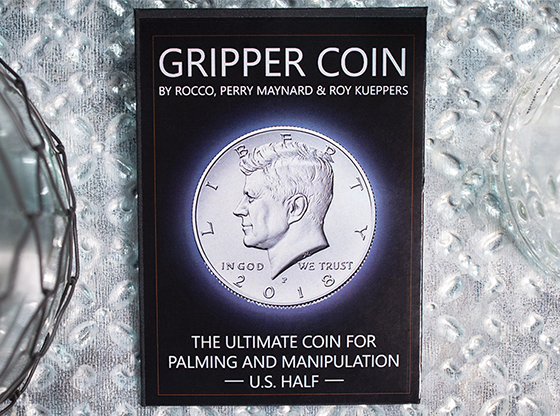 GRIPPER COIN
BY ROCCO, PERRY MAYNARD & ROY KUEPPERS
LIBERTY
IN GOD WE TRUST
P
2018
THE ULTIMATE COIN FOR
PALMING AND MANIPULATION
— U.S. HALF —